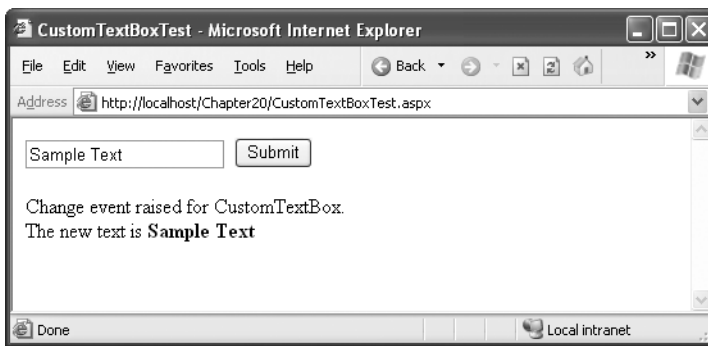 CustomTextBoxTest - Microsoft Internet Explorer
File Edit View Favorites Tools Help Back »
Address http://localhost/Chapter20/CustomTextBoxTest.aspx
Sample Text Submit
Change event raised for CustomTextBox.
The new text is Sample Text
Done Local intranet